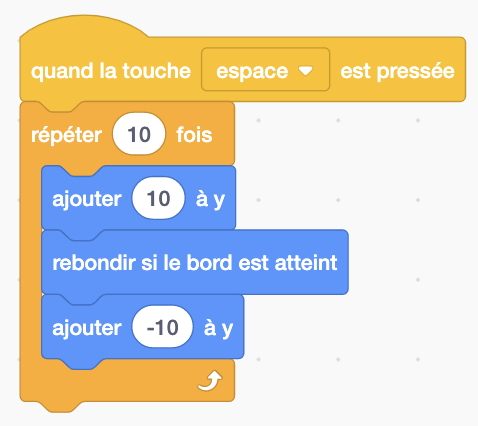 quand la touche espace est pressée
répéter 10 fois
ajouter 10 à y
rebondir si le bord est atteint
ajouter -10 à y